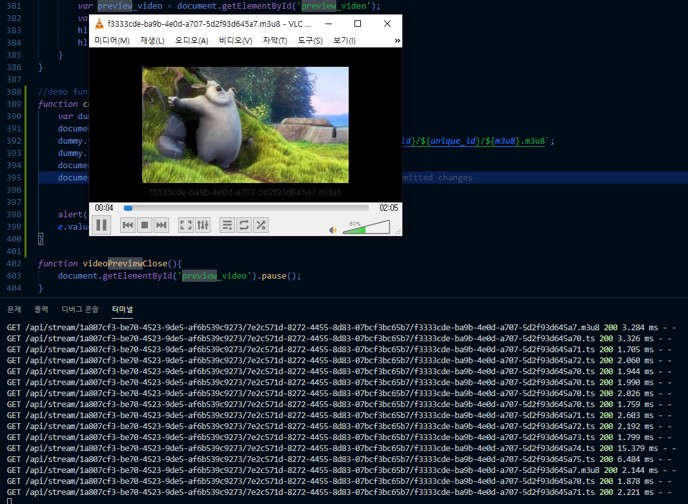 381 var preview_video = document.getElementById('preview_video');
382 va
383 hl
384 hl
385 }
386 }
387
388 //demo fun
389 function co
390 var dum
391 docume
392 dummy. id}/${unique_id}/${m3u8}.m3u8`;
393 dummy.
394 docume
395 docume mitted changes
396
397
398 alert(
399 e.value
400 }
401
402 function videoPreviewClose(){
403 document.getElementById('preview_video').pause();
404 }
f3333cde-ba9b-4e0d-a707-5d2f93d645a7.m3u8 - VLC ...
미디어(M) 재생(L) 오디오(A) 비디오(V) 자막(T) 도구(S) 보기(I) »
f3333cde-ba9b-4e0d-a707-5d2f93d645a7.m3u8
00:04 02:05
80%
문제 출력 디버그 콘솔 터미널
GET /api/stream/1a807cf3-be70-4523-9de5-af6b539c9273/7e2c571d-8272-4455-8d83-07bcf3bc65b7/f3333cde-ba9b-4e0d-a707-5d2f93d645a7.m3u8 200 3.284 ms - -
GET /api/stream/1a807cf3-be70-4523-9de5-af6b539c9273/7e2c571d-8272-4455-8d83-07bcf3bc65b7/f3333cde-ba9b-4e0d-a707-5d2f93d645a70.ts 200 3.326 ms - -
GET /api/stream/1a807cf3-be70-4523-9de5-af6b539c9273/7e2c571d-8272-4455-8d83-07bcf3bc65b7/f3333cde-ba9b-4e0d-a707-5d2f93d645a71.ts 200 1.705 ms - -
GET /api/stream/1a807cf3-be70-4523-9de5-af6b539c9273/7e2c571d-8272-4455-8d83-07bcf3bc65b7/f3333cde-ba9b-4e0d-a707-5d2f93d645a72.ts 200 2.060 ms - -
GET /api/stream/1a807cf3-be70-4523-9de5-af6b539c9273/7e2c571d-8272-4455-8d83-07bcf3bc65b7/f3333cde-ba9b-4e0d-a707-5d2f93d645a70.ts 200 1.944 ms - -
GET /api/stream/1a807cf3-be70-4523-9de5-af6b539c9273/7e2c571d-8272-4455-8d83-07bcf3bc65b7/f3333cde-ba9b-4e0d-a707-5d2f93d645a70.ts 200 1.990 ms - -
GET /api/stream/1a807cf3-be70-4523-9de5-af6b539c9273/7e2c571d-8272-4455-8d83-07bcf3bc65b7/f3333cde-ba9b-4e0d-a707-5d2f93d645a70.ts 200 2.026 ms - -
GET /api/stream/1a807cf3-be70-4523-9de5-af6b539c9273/7e2c571d-8272-4455-8d83-07bcf3bc65b7/f3333cde-ba9b-4e0d-a707-5d2f93d645a70.ts 200 1.759 ms - -
GET /api/stream/1a807cf3-be70-4523-9de5-af6b539c9273/7e2c571d-8272-4455-8d83-07bcf3bc65b7/f3333cde-ba9b-4e0d-a707-5d2f93d645a71.ts 200 2.603 ms - -
GET /api/stream/1a807cf3-be70-4523-9de5-af6b539c9273/7e2c571d-8272-4455-8d83-07bcf3bc65b7/f3333cde-ba9b-4e0d-a707-5d2f93d645a72.ts 200 2.192 ms - -
GET /api/stream/1a807cf3-be70-4523-9de5-af6b539c9273/7e2c571d-8272-4455-8d83-07bcf3bc65b7/f3333cde-ba9b-4e0d-a707-5d2f93d645a73.ts 200 1.799 ms - -
GET /api/stream/1a807cf3-be70-4523-9de5-af6b539c9273/7e2c571d-8272-4455-8d83-07bcf3bc65b7/f3333cde-ba9b-4e0d-a707-5d2f93d645a74.ts 200 15.379 ms - -
GET /api/stream/1a807cf3-be70-4523-9de5-af6b539c9273/7e2c571d-8272-4455-8d83-07bcf3bc65b7/f3333cde-ba9b-4e0d-a707-5d2f93d645a75.ts 200 6.484 ms - -
GET /api/stream/1a807cf3-be70-4523-9de5-af6b539c9273/7e2c571d-8272-4455-8d83-07bcf3bc65b7/f3333cde-ba9b-4e0d-a707-5d2f93d645a7.m3u8 200 2.144 ms - -
GET /api/stream/1a807cf3-be70-4523-9de5-af6b539c9273/7e2c571d-8272-4455-8d83-07bcf3bc65b7/f3333cde-ba9b-4e0d-a707-5d2f93d645a70.ts 200 1.878 ms - -
GET /api/stream/1a807cf3-be70-4523-9de5-af6b539c9273/7e2c571d-8272-4455-8d83-07bcf3bc65b7/f3333cde-ba9b-4e0d-a707-5d2f93d645a71.ts 200 2.221 ms - -